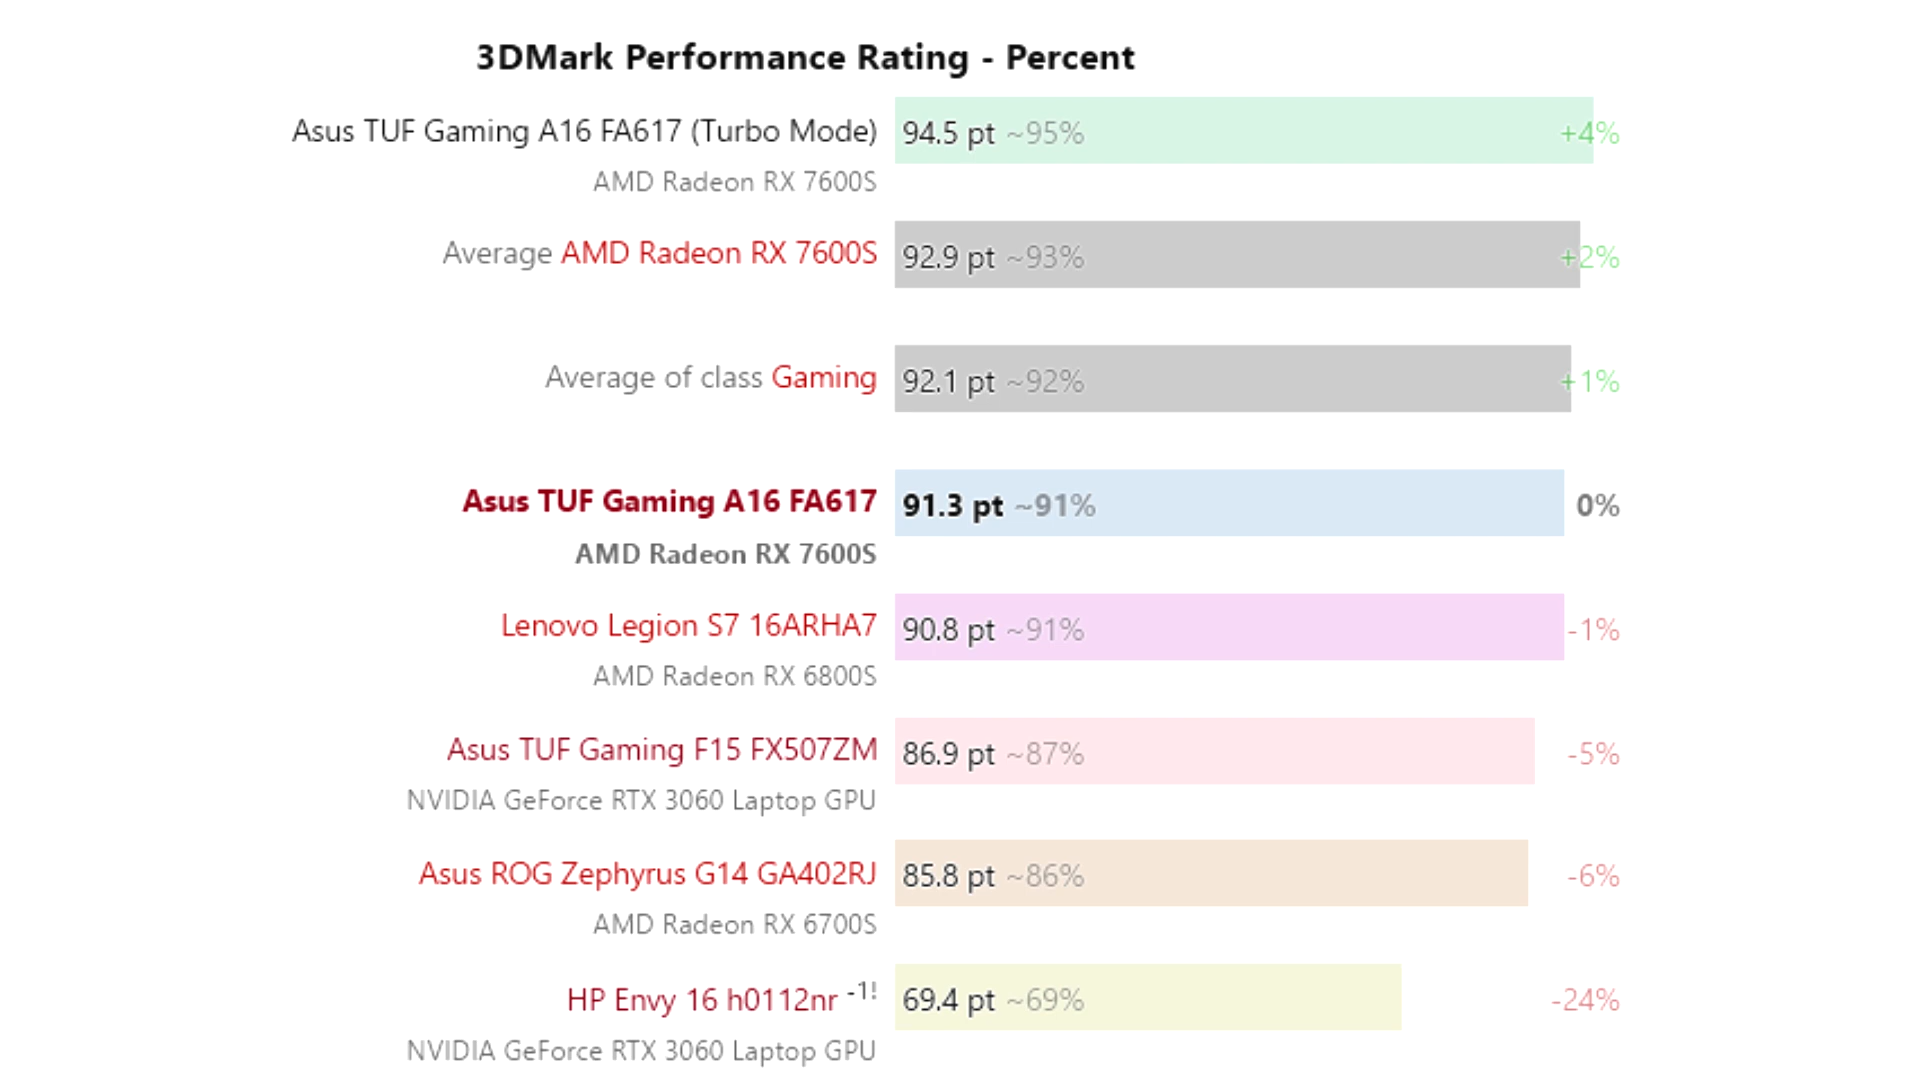 3DMark Performance Rating - Percent
Asus TUF Gaming A16 FA617 (Turbo Mode) 94.5 pt ~95% +4%
AMD Radeon RX 7600S
Average AMD Radeon RX 7600S 92.9 pt ~93% +2%
Average of class Gaming 92.1 pt ~92% +1%
Asus TUF Gaming A16 FA617 91.3 pt ~91% 0%
AMD Radeon RX 7600S
Lenovo Legion S7 16ARHA7 90.8 pt ~91% -1%
AMD Radeon RX 6800S
Asus TUF Gaming F15 FX507ZM 86.9 pt ~87% -5%
NVIDIA GeForce RTX 3060 Laptop GPU
Asus ROG Zephyrus G14 GA402RJ 85.8 pt ~86% -6%
AMD Radeon RX 6700S
HP Envy 16 h0112nr -1! 69.4 pt ~69% -24%
NVIDIA GeForce RTX 3060 Laptop GPU